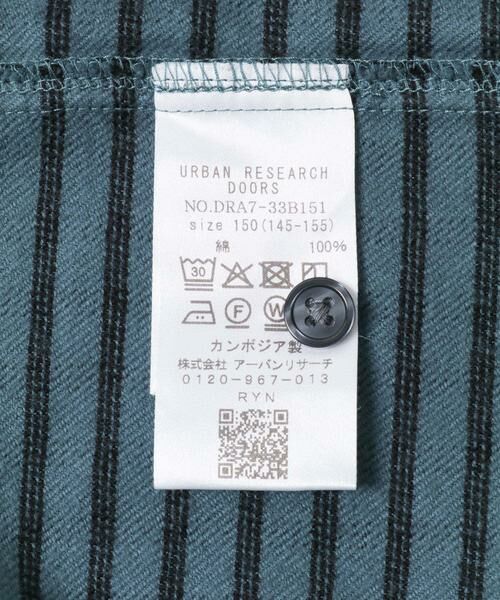 URBAN RESEARCH
DOORS
NO.DRA7-33B151
size 150(145-155)
綿 100%
30
F W
カンボジア製
株式会社 アーバンリサーチ
0120-967-013
RYN